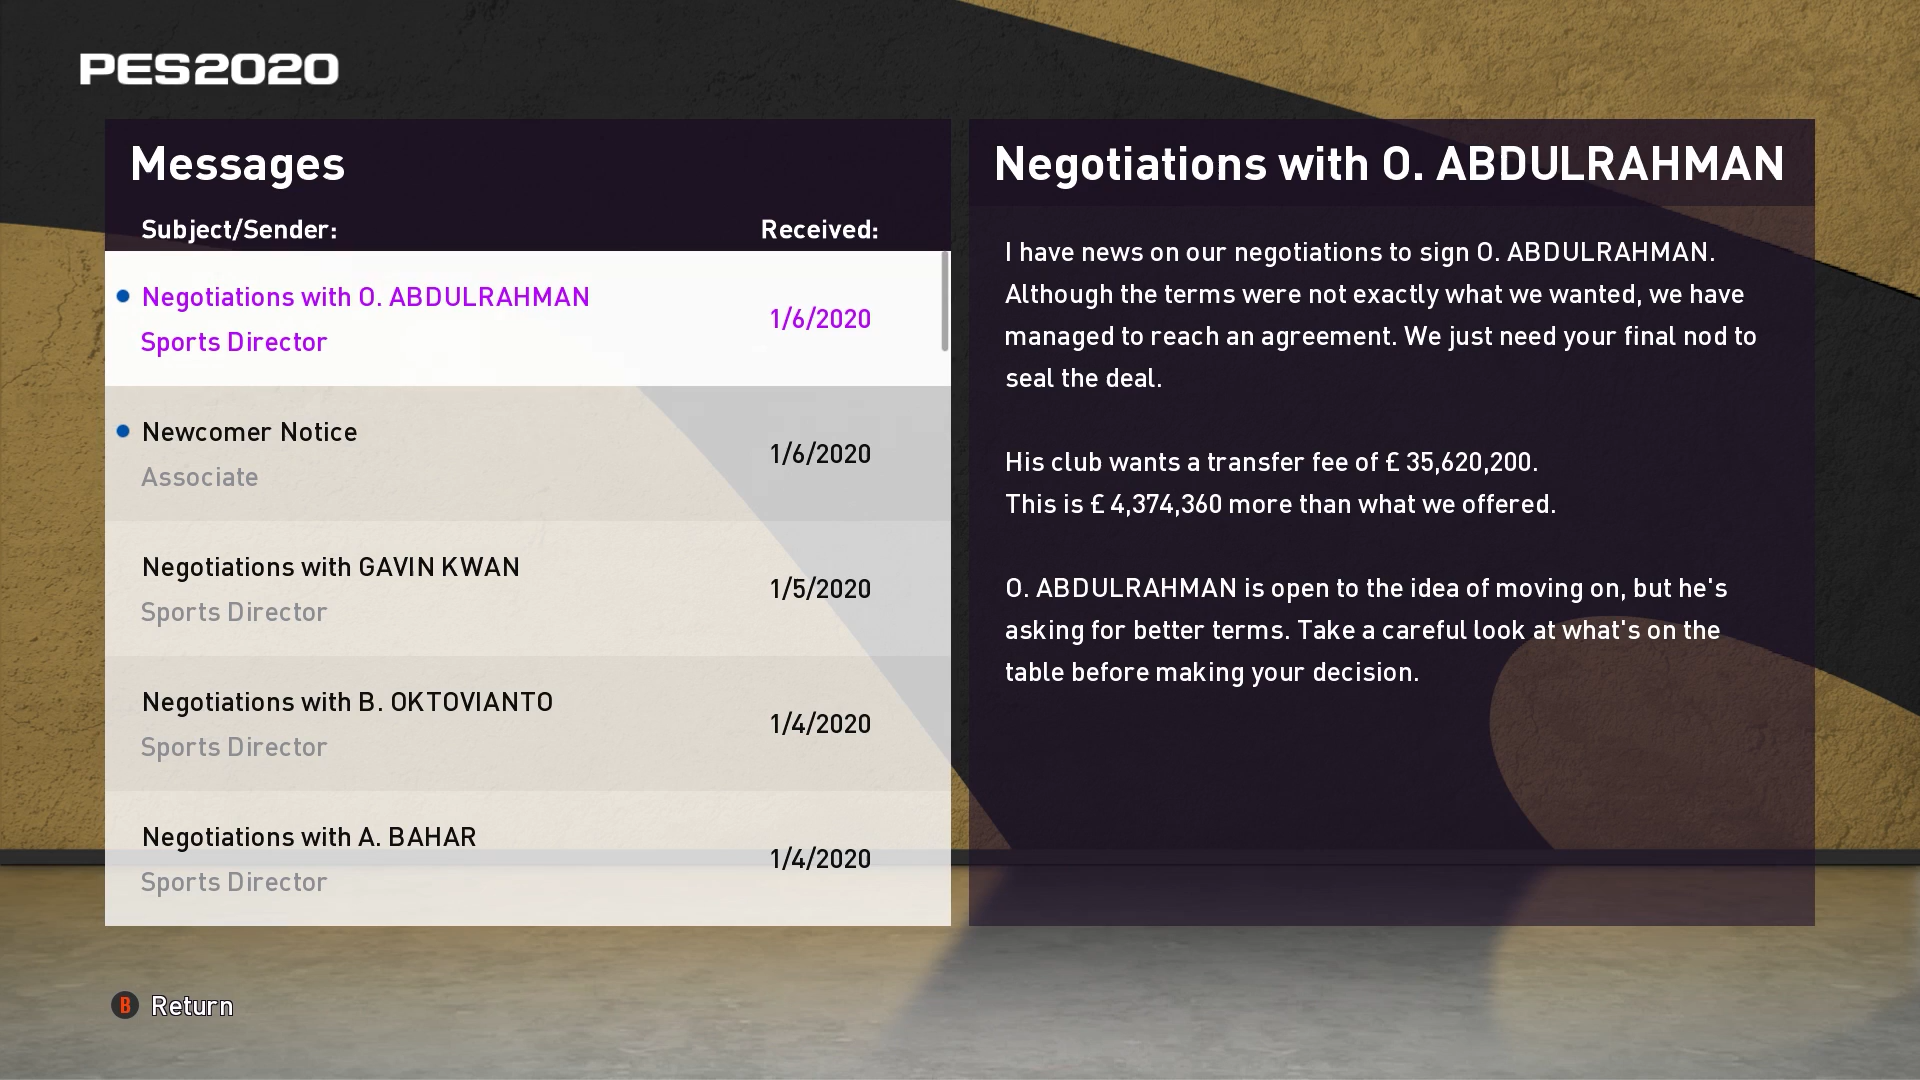 PES2020
Messages
Subject/Sender: Received:
Negotiations with O. ABDULRAHMAN
Sports Director
1/6/2020
Newcomer Notice
Associate
1/6/2020
Negotiations with GAVIN KWAN
Sports Director
1/5/2020
Negotiations with B. OKTOVIANTO
Sports Director
1/4/2020
Negotiations with A. BAHAR
Sports Director
1/4/2020
Negotiations with O. ABDULRAHMAN
I have news on our negotiations to sign O. ABDULRAHMAN.
Although the terms were not exactly what we wanted, we have
managed to reach an agreement. We just need your final nod to
seal the deal.
His club wants a transfer fee of £ 35,620,200.
This is £ 4,374,360 more than what we offered.
O. ABDULRAHMAN is open to the idea of moving on, but he's
asking for better terms. Take a careful look at what's on the
table before making your decision.
B Return